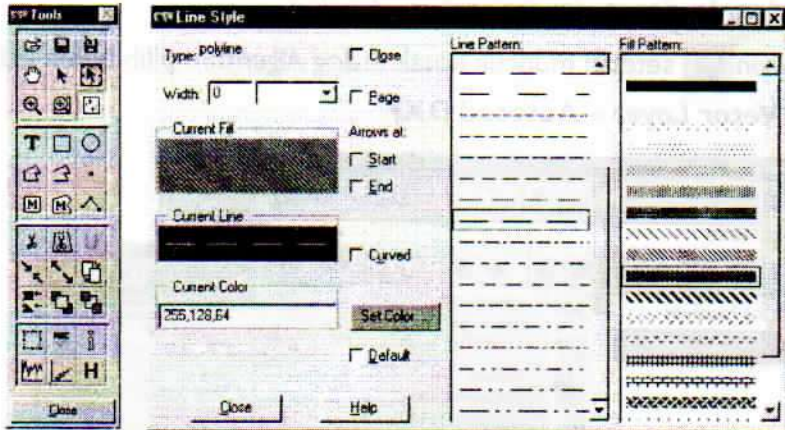 Tools
T
M M
H
Close
Line Style
Type: polyline
Width: 0
Current Fill
Current Line
Current Color
255,128,64
Close
Page
Arrows at:
Start
End
Curved
Set Color
Default
Close
Help
Line Pattern:
Fill Pattern: